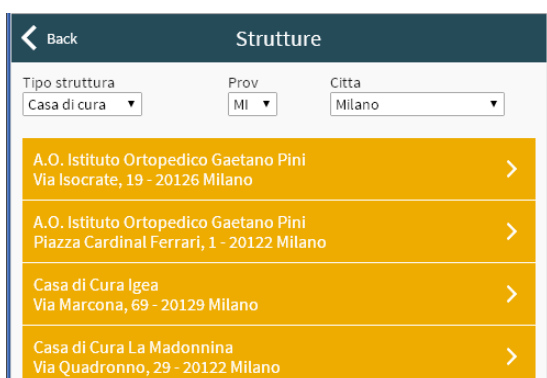 Back Strutture
Tipo struttura Prov Citta
Casa di cura MI Milano
A.O. Istituto Ortopedico Gaetano Pini
Via Isocrate, 19 - 20126 Milano
A.O. Istituto Ortopedico Gaetano Pini
Piazza Cardinal Ferrari, 1 - 20122 Milano
Casa di Cura Igea
Via Marcona, 69 - 20129 Milano
Casa di Cura La Madonnina
Via Quadronno, 29 - 20122 Milano